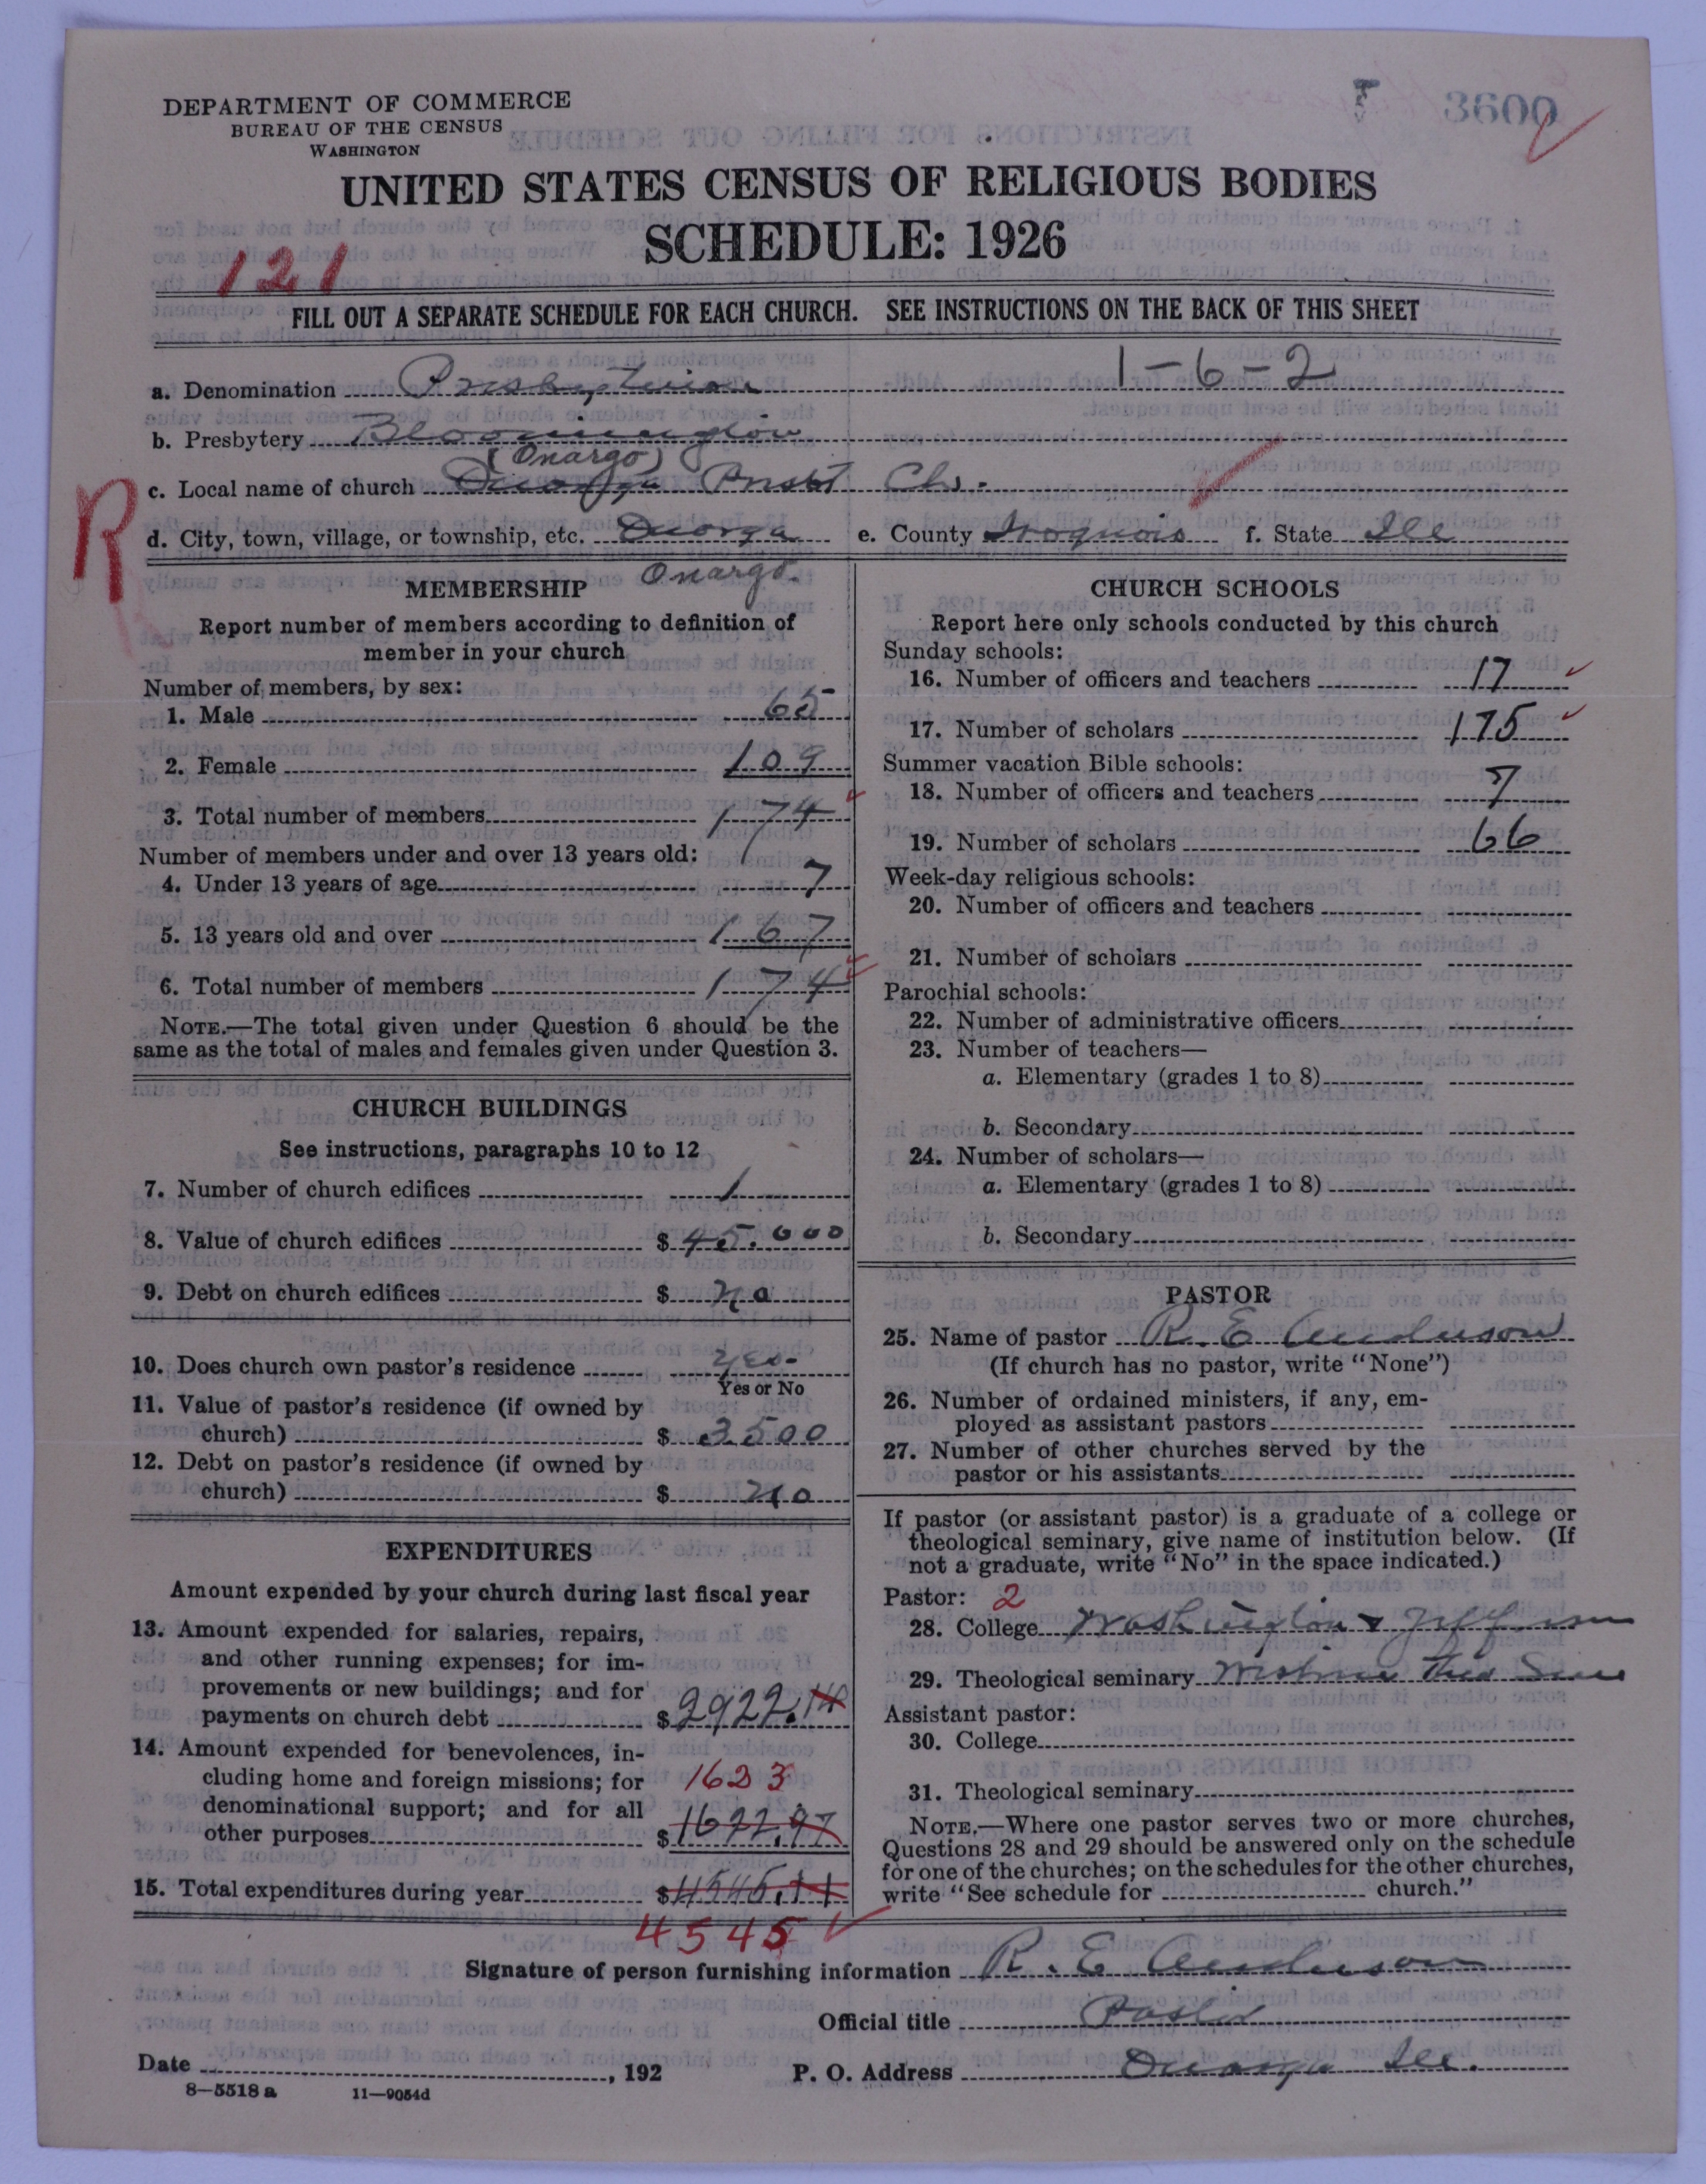 DEPARTMENT OF COMMERCE
BUREAU OF THE CENSUS
WASHINGTON
3600
UNITED STATES CENSUS OF RELIGIOUS BODIES
SCHEDULE: 1926
121
FILL OUT A SEPARATE SCHEDULE FOR EACH CHURCH. SEE INSTRUCTIONS ON THE BACK OF THIS SHEET
1-6-2
a. Denomination Presbyterian
b. Presbytery Bloomington
(Onargo)
c. Local name of church Onarga Presbt Ch.
R
d. City, town, village, or township, etc. Onarga e. County Iroquois f. State Ill
Onargo.
MEMBERSHIP
Report number of members according to definition of
member in your church
Number of members, by sex:
1. Male 65
2. Female 109
3. Total number of members 174
Number of members under and over 13 years old:
4. Under 13 years of age 7
5. 13 years old and over 167
6. Total number of members 174
NOTE.—The total given under Question 6 should be the
same as the total of males and females given under Question 3.
CHURCH BUILDINGS
See instructions, paragraphs 10 to 12
7. Number of church edifices 1
8. Value of church edifices $ 45.000
9. Debt on church edifices $ no
10. Does church own pastor's residence yes
Yes or No
11. Value of pastor's residence (if owned by
church) $ 3500
12. Debt on pastor's residence (if owned by
church) $ no
EXPENDITURES
Amount expended by your church during last fiscal year
13. Amount expended for salaries, repairs,
and other running expenses; for im-
provements or new buildings; and for
payments on church debt $ 2922.14
14. Amount expended for benevolences, in-
cluding home and foreign missions; for 1623
denominational support; and for all
other purposes $ 1622.97
15. Total expenditures during year $ 4545.11
4545
CHURCH SCHOOLS
Report here only schools conducted by this church
Sunday schools:
16. Number of officers and teachers 17
17. Number of scholars 175
Summer vacation Bible schools:
18. Number of officers and teachers 7
19. Number of scholars 66
Week-day religious schools:
20. Number of officers and teachers
21. Number of scholars
Parochial schools:
22. Number of administrative officers
23. Number of teachers—
a. Elementary (grades 1 to 8)
b. Secondary
24. Number of scholars—
a. Elementary (grades 1 to 8)
b. Secondary
PASTOR
25. Name of pastor R. E. Anderson
(If church has no pastor, write "None")
26. Number of ordained ministers, if any, em-
ployed as assistant pastors
27. Number of other churches served by the
pastor or his assistants
If pastor (or assistant pastor) is a graduate of a college or
theological seminary, give name of institution below. (If
not a graduate, write "No" in the space indicated.)
Pastor: 2
28. College Washington & Jefferson
29. Theological seminary Western Theo Sem
Assistant pastor:
30. College
31. Theological seminary
NOTE.—Where one pastor serves two or more churches,
Questions 28 and 29 should be answered only on the schedule
for one of the churches; on the schedules for the other churches,
write "See schedule for church."
Signature of person furnishing information R. E. Anderson
Official title Pastor
Date , 192 P. O. Address Onarga Ill.
8—5518 a 11—9054d